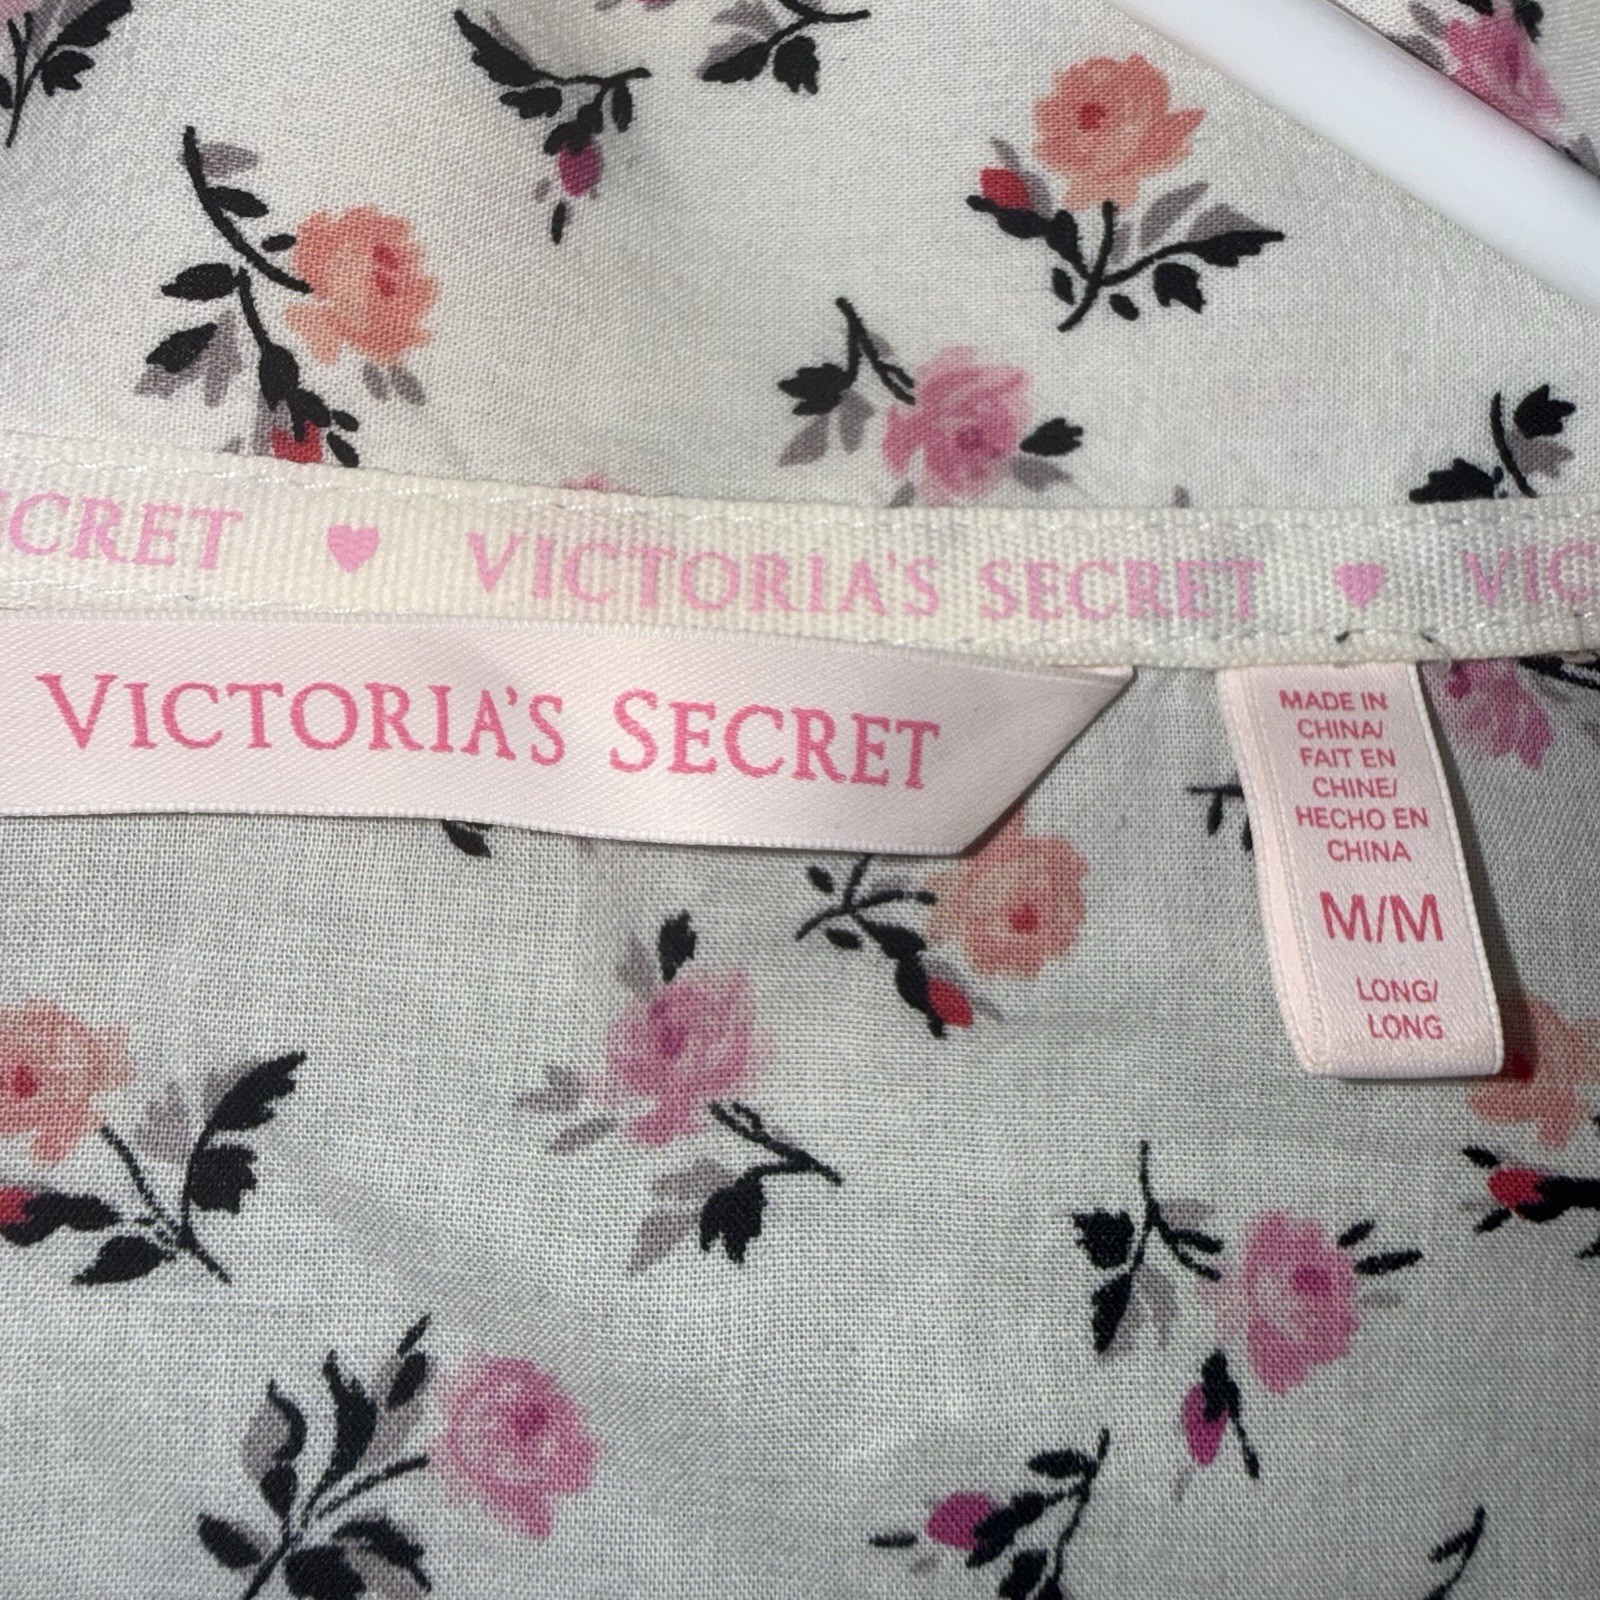 CRET ♥ VICTORIA'S SECRET ♥ VIC
VICTORIA'S SECRET
MADE IN
CHINA/
FAIT EN
CHINE/
HECHO EN
CHINA
M/M
LONG/
LONG